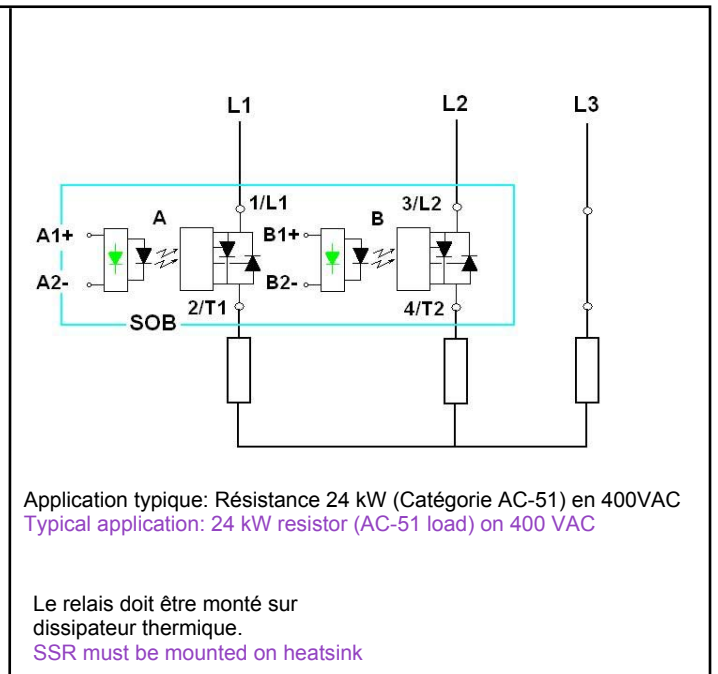 L1 L2 L3
1/L1 3/L2
A B
A1+ B1+
A2- B2-
2/T1 4/T2
SOB
Application typique: Résistance 24 kW (Catégorie AC-51) en 400VAC
Typical application: 24 kW resistor (AC-51 load) on 400 VAC
Le relais doit être monté sur
dissipateur thermique.
SSR must be mounted on heatsink